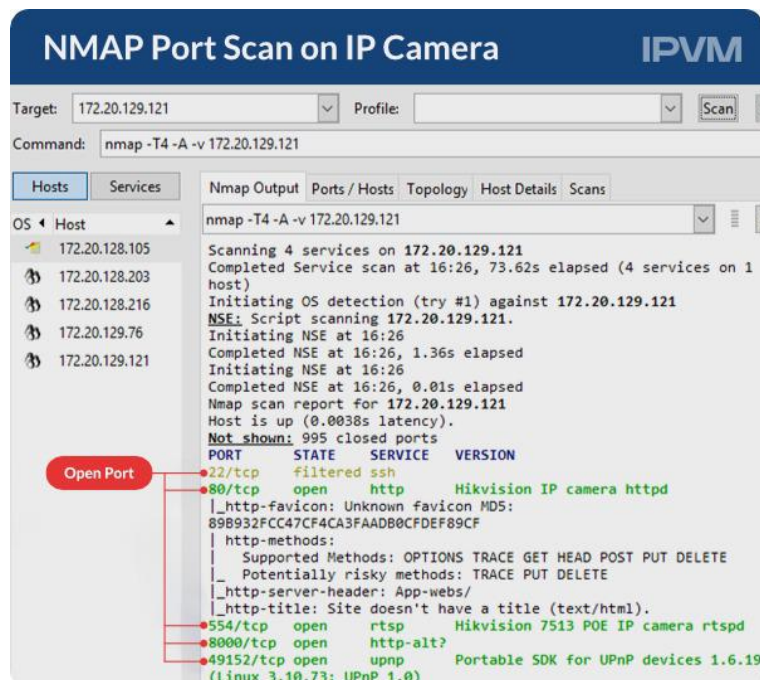 NMAP Port Scan on IP Camera
IPVM
Target: 172.20.129.121 Profile: Scan
Command: nmap -T4 -A -v 172.20.129.121
Hosts Services
Nmap Output Ports / Hosts Topology Host Details Scans
OS Host
nmap -T4 -A -v 172.20.129.121
172.20.128.105
172.20.128.203
172.20.128.216
172.20.129.76
172.20.129.121
Scanning 4 services on 172.20.129.121
Completed Service scan at 16:26, 73.62s elapsed (4 services on 1
host)
Initiating OS detection (try #1) against 172.20.129.121
NSE: Script scanning 172.20.129.121.
Initiating NSE at 16:26
Completed NSE at 16:26, 1.36s elapsed
Initiating NSE at 16:26
Completed NSE at 16:26, 0.01s elapsed
Nmap scan report for 172.20.129.121
Host is up (0.0038s latency).
Not shown: 995 closed ports
PORT STATE SERVICE VERSION
Open Port
22/tcp filtered ssh
80/tcp open http Hikvision IP camera httpd
|_http-favicon: Unknown favicon MD5:
89B932FCC47CF4CA3FAADB0CFDEF89CF
| http-methods:
|   Supported Methods: OPTIONS TRACE GET HEAD POST PUT DELETE
|_  Potentially risky methods: TRACE PUT DELETE
|_http-server-header: App-webs/
|_http-title: Site doesn't have a title (text/html).
554/tcp open rtsp Hikvision 7513 POE IP camera rtspd
8000/tcp open http-alt?
49152/tcp open upnp Portable SDK for UPnP devices 1.6.19
(Linux 3.10.73; UPnP 1.0)